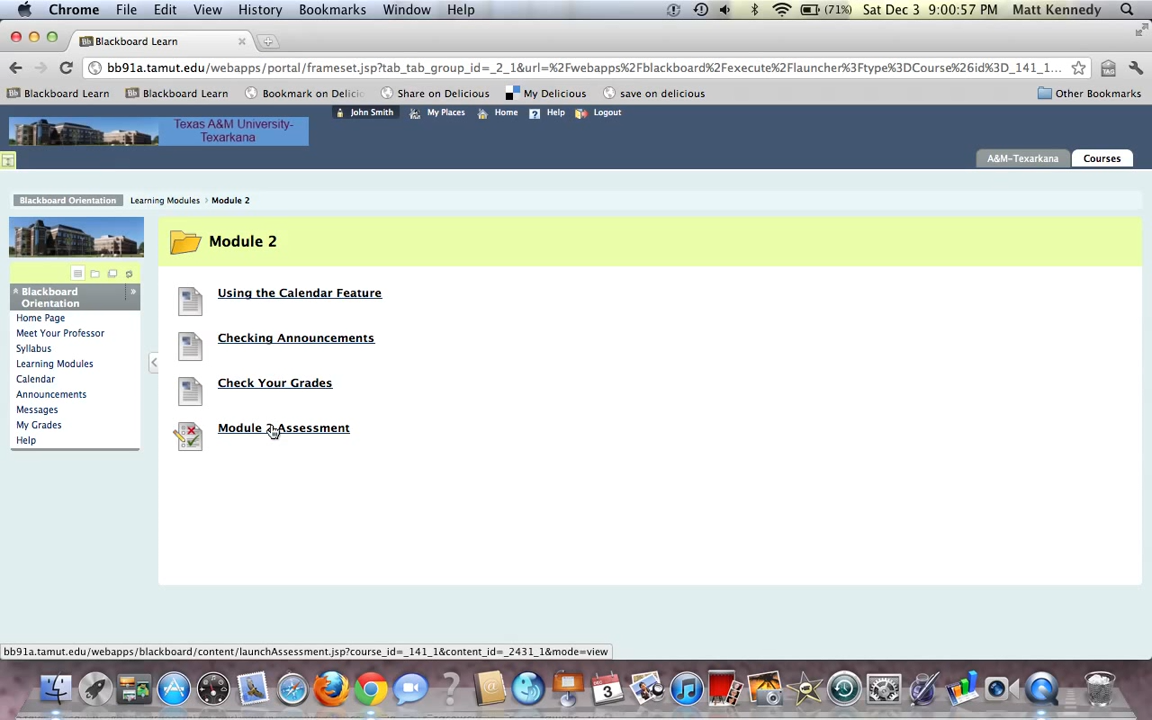 Chrome File Edit View History Bookmarks Window Help (71%) Sat Dec 3 9:00:57 PM Matt Kennedy
Blackboard Learn
bb91a.tamut.edu/webapps/portal/frameset.jsp?tab_tab_group_id=_2_1&url=%2Fwebapps%2Fblackboard%2Fexecute%2Flauncher%3Ftype%3DCourse%26id%3D_141_1...
Blackboard Learn Blackboard Learn Bookmark on Delicio Share on Delicious My Delicious save on delicious Other Bookmarks
John Smith My Places Home Help Logout
Texas A&M University-
Texarkana
A&M-Texarkana Courses
Blackboard Orientation Learning Modules > Module 2
Module 2
Blackboard
Orientation
Home Page
Meet Your Professor
Syllabus
Learning Modules
Calendar
Announcements
Messages
My Grades
Help
Using the Calendar Feature
Checking Announcements
Check Your Grades
Module 2 Assessment
bb91a.tamut.edu/webapps/blackboard/content/launchAssessment.jsp?course_id=_141_1&content_id=_2431_1&mode=view
DEC
3